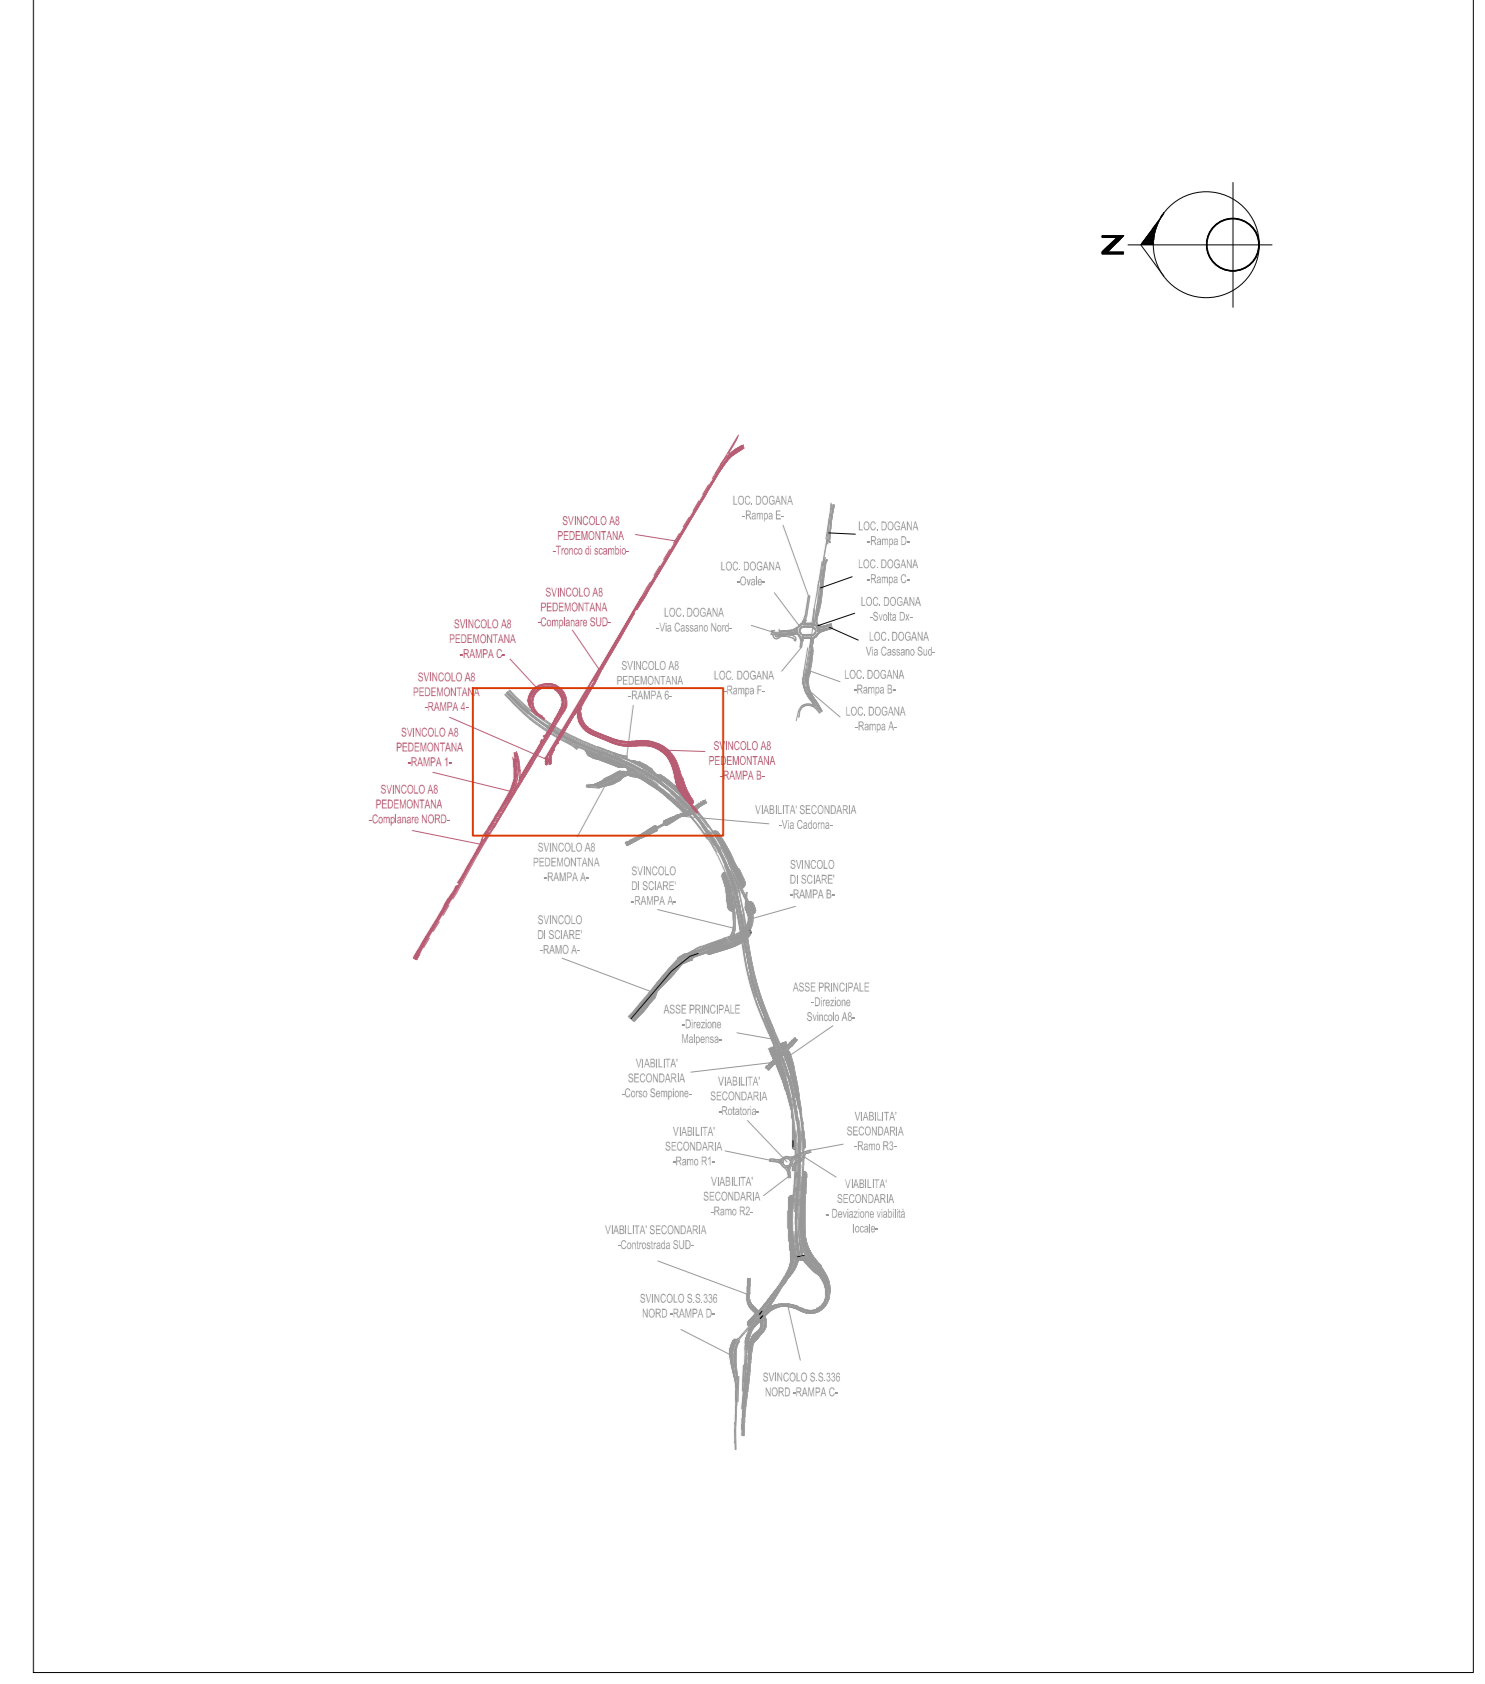 N
LOC. DOGANA
-Rampa E-
SVINCOLO A8
PEDEMONTANA
-Tronco di scambio-
LOC. DOGANA
-Rampa D-
LOC. DOGANA
-Ovale-
LOC. DOGANA
-Rampa C-
SVINCOLO A8
PEDEMONTANA
-Complanare SUD-
LOC. DOGANA
-Svolta Dx-
LOC. DOGANA
-Via Cassano Nord-
SVINCOLO A8
PEDEMONTANA
-RAMPA C-
LOC. DOGANA
Via Cassano Sud-
SVINCOLO A8
PEDEMONTANA
-RAMPA 6-
LOC. DOGANA
-Rampa F-
LOC. DOGANA
-Rampa B-
SVINCOLO A8
PEDEMONTANA
-RAMPA 4-
LOC. DOGANA
-Rampa A-
SVINCOLO A8
PEDEMONTANA
-RAMPA 1-
SVINCOLO A8
PEDEMONTANA
-RAMPA B-
SVINCOLO A8
PEDEMONTANA
-Complanare NORD-
VIABILITA' SECONDARIA
-Via Cadorna-
SVINCOLO A8
PEDEMONTANA
-RAMPA A-
SVINCOLO
DI SCIARE'
-RAMPA A-
SVINCOLO
DI SCIARE'
-RAMPA B-
SVINCOLO
DI SCIARE'
-RAMO A-
ASSE PRINCIPALE
-Direzione
Svincolo A8-
ASSE PRINCIPALE
-Direzione
Malpensa-
VIABILITA'
SECONDARIA
-Corso Sempione-
VIABILITA'
SECONDARIA
-Rotatoria-
VIABILITA'
SECONDARIA
-Ramo R3-
VIABILITA'
SECONDARIA
-Ramo R1-
VIABILITA'
SECONDARIA
-Ramo R2-
VIABILITA'
SECONDARIA
- Deviazione viabilità
locale-
VIABILITA' SECONDARIA
-Controstrada SUD-
SVINCOLO S.S.336
NORD -RAMPA D-
SVINCOLO S.S.336
NORD -RAMPA C-